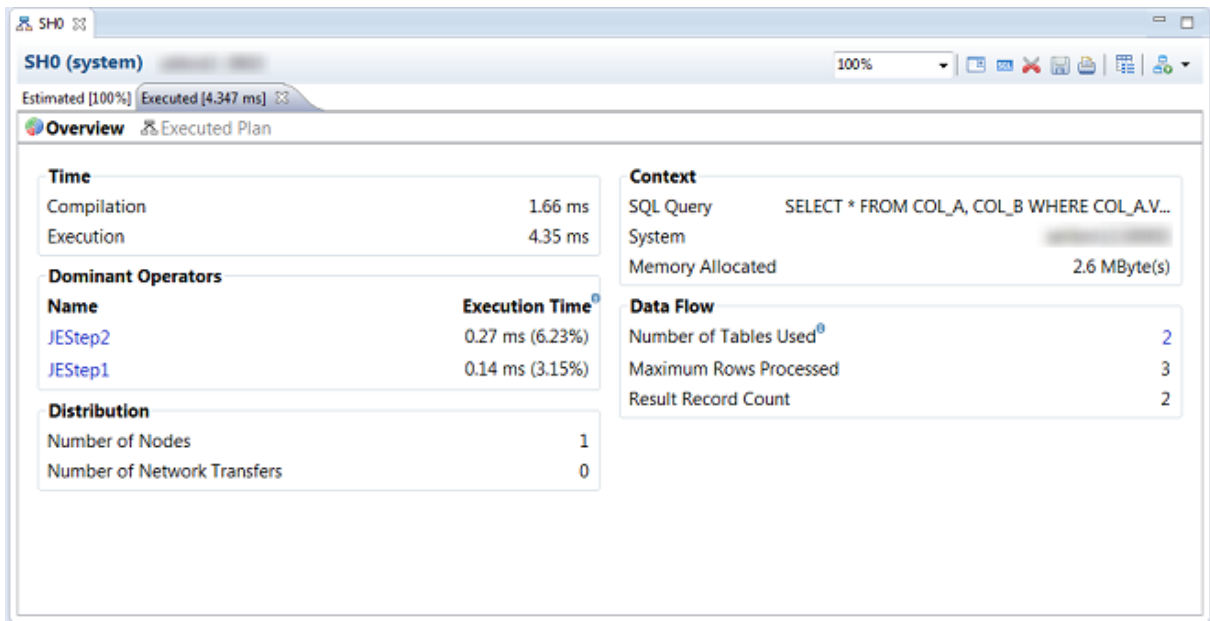 SH0
SH0 (system)
100%
Estimated [100%] Executed [4.347 ms]
Overview Executed Plan
Time
Compilation 1.66 ms
Execution 4.35 ms
Dominant Operators
Name Execution Time
JEStep2 0.27 ms (6.23%)
JEStep1 0.14 ms (3.15%)
Distribution
Number of Nodes 1
Number of Network Transfers 0
Context
SQL Query SELECT * FROM COL_A, COL_B WHERE COL_A.V...
System
Memory Allocated 2.6 MByte(s)
Data Flow
Number of Tables Used 2
Maximum Rows Processed 3
Result Record Count 2